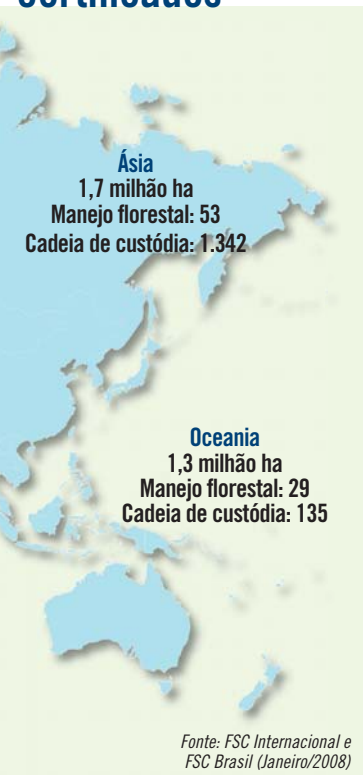 certificados
Ásia
1,7 milhão ha
Manejo florestal: 53
Cadeia de custódia: 1.342
Oceania
1,3 milhão ha
Manejo florestal: 29
Cadeia de custódia: 135
Fonte: FSC Internacional e
FSC Brasil (Janeiro/2008)